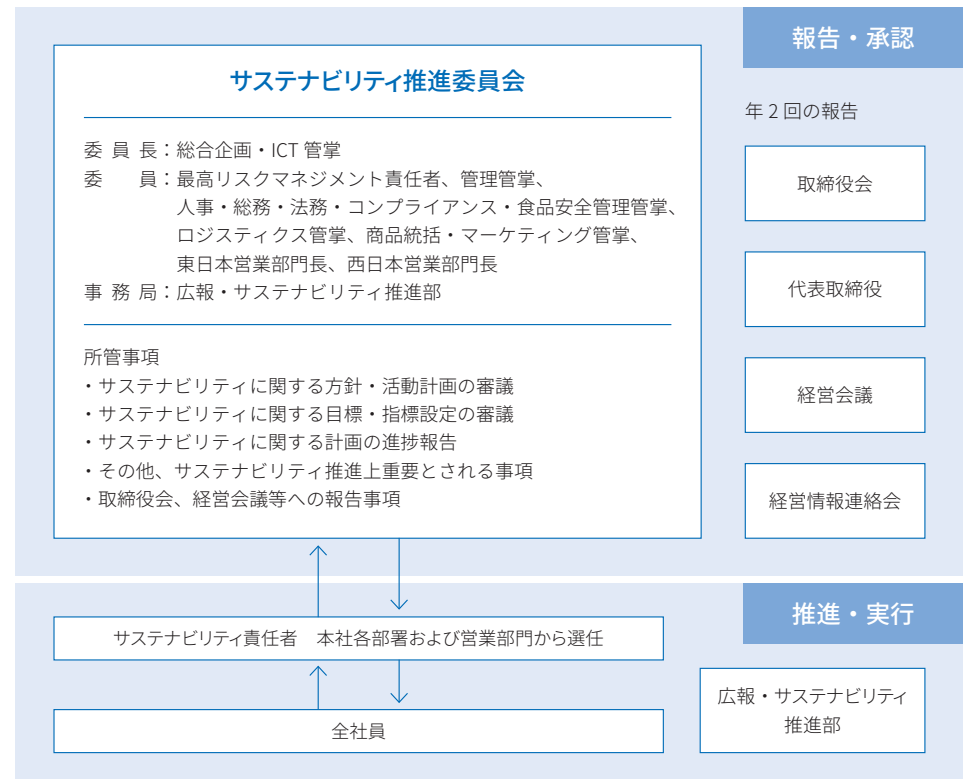 サステナビリティ推進委員会
委員長：総合企画・ICT 管掌
委　員：最高リスクマネジメント責任者、管理管掌、
人事・総務・法務・コンプライアンス・食品安全管理管掌、
ロジスティクス管掌、商品統括・マーケティング管掌、
東日本営業部門長、西日本営業部門長
事務局：広報・サステナビリティ推進部
所管事項
・サステナビリティに関する方針・活動計画の審議
・サステナビリティに関する目標・指標設定の審議
・サステナビリティに関する計画の進捗報告
・その他、サステナビリティ推進上重要とされる事項
・取締役会、経営会議等への報告事項
報告・承認
年 2 回の報告
取締役会
代表取締役
経営会議
経営情報連絡会
サステナビリティ責任者　本社各部署および営業部門から選任
全社員
推進・実行
広報・サステナビリティ
推進部